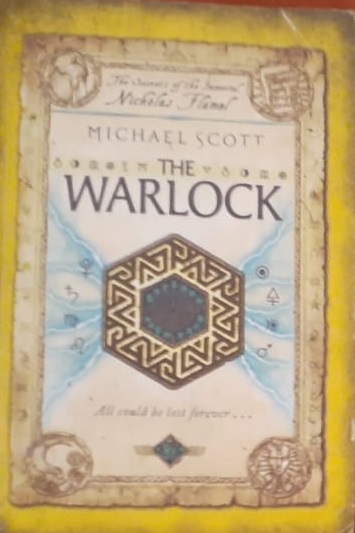 The Secrets of the Immortal
Nicholas Flamel
MICHAEL SCOTT
THE
WARLOCK
All could be lost forever...